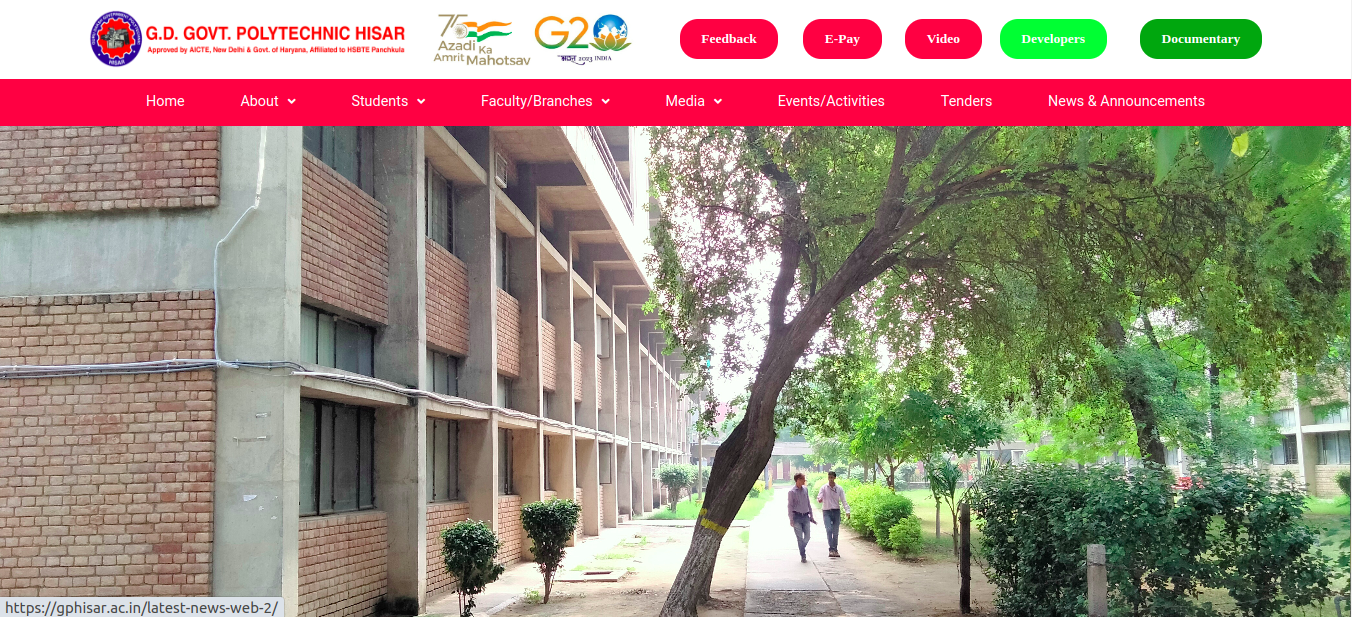 G.D. GOVT. POLYTECHNIC HISAR
Approved by AICTE, New Delhi & Govt. of Haryana, Affiliated to HSBTE Panchkula
HISAR
75
Azadi Ka
Amrit Mahotsav
G20
भारत 2023 INDIA
Feedback
E-Pay
Video
Developers
Documentary
Home
About
Students
Faculty/Branches
Media
Events/Activities
Tenders
News & Announcements
https://gphisar.ac.in/latest-news-web-2/